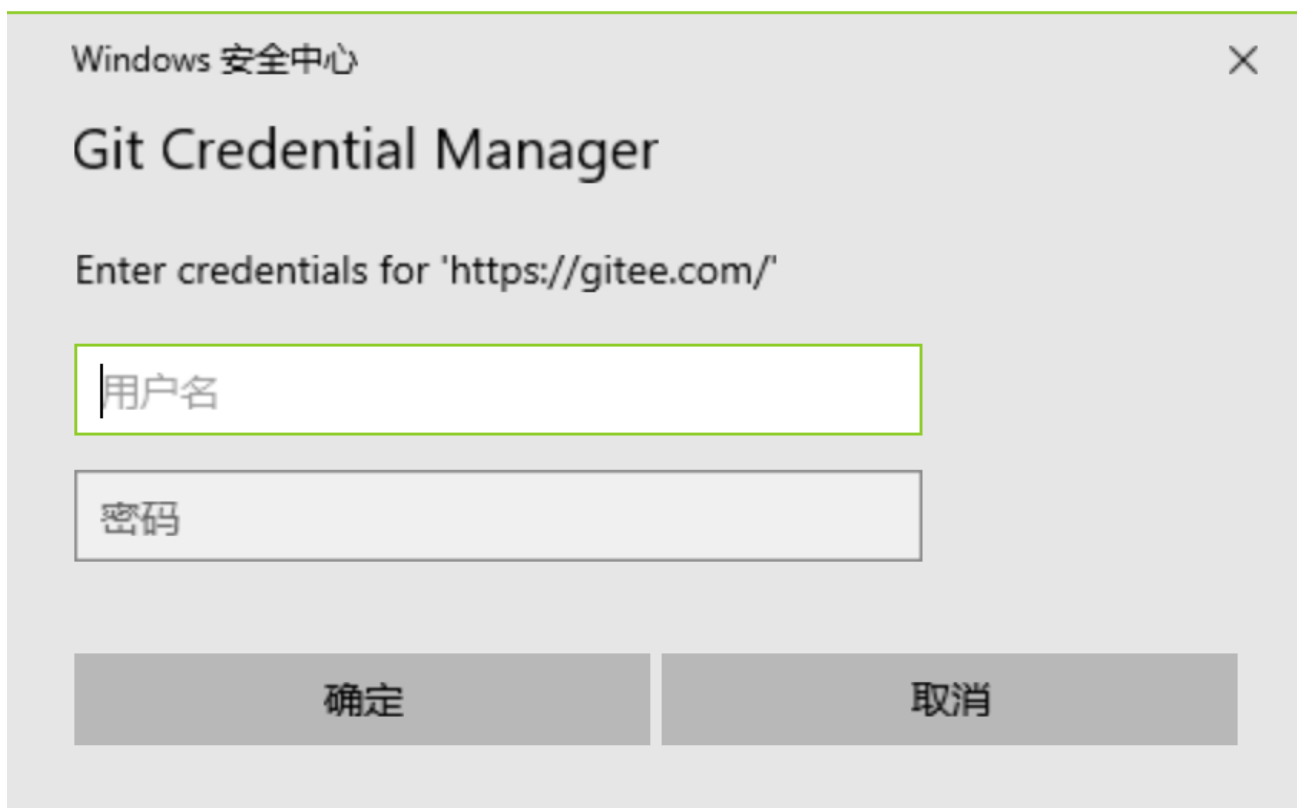 Windows 安全中心
Git Credential Manager
Enter credentials for 'https://gitee.com/'
用户名
密码
确定
取消